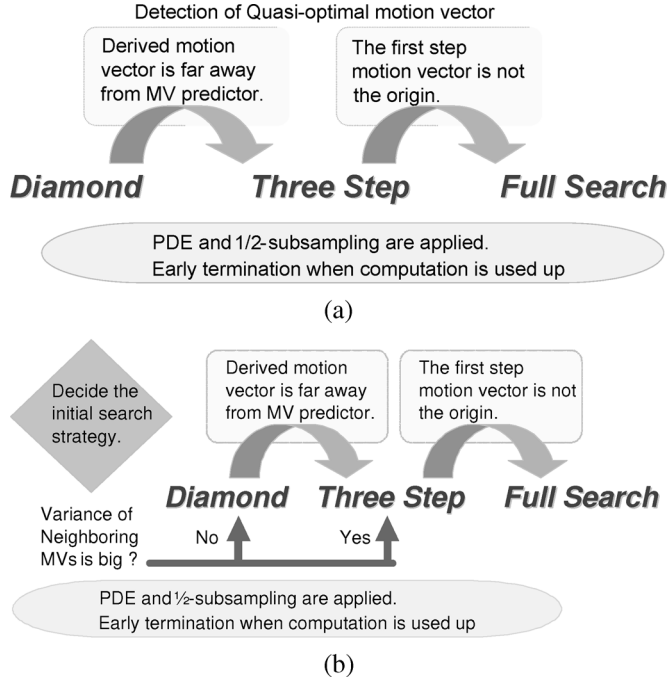 Detection of Quasi-optimal motion vector
Derived motion
vector is far away
from MV predictor.
The first step
motion vector is not
the origin.
Diamond
Three Step
Full Search
PDE and 1/2-subsampling are applied.
Early termination when computation is used up
(a)
Decide the
initial search
strategy.
Derived motion
vector is far away
from MV predictor.
The first step
motion vector is not
the origin.
Diamond
Three Step
Full Search
Variance of
Neighboring
MVs is big ?
No
Yes
PDE and ½-subsampling are applied.
Early termination when computation is used up
(b)